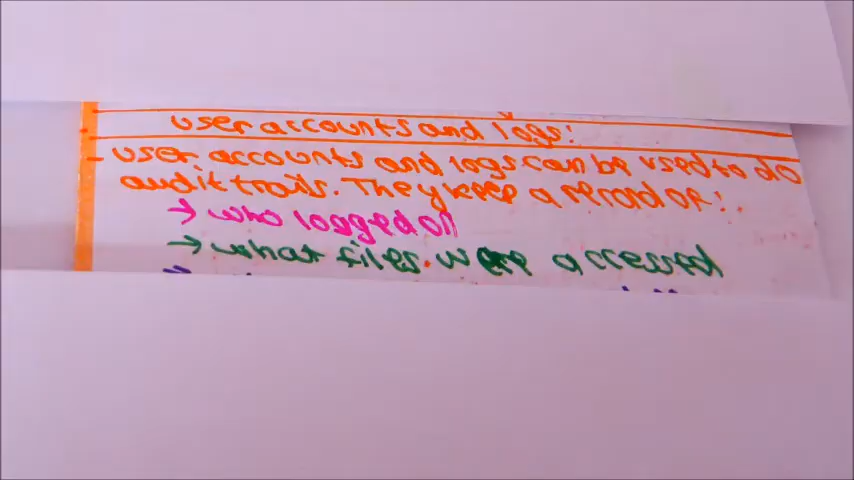 user accounts and logs:
- user accounts and logs can be used to do
audit trails. They keep a record of:
→ who logged on
→ what files were accessed